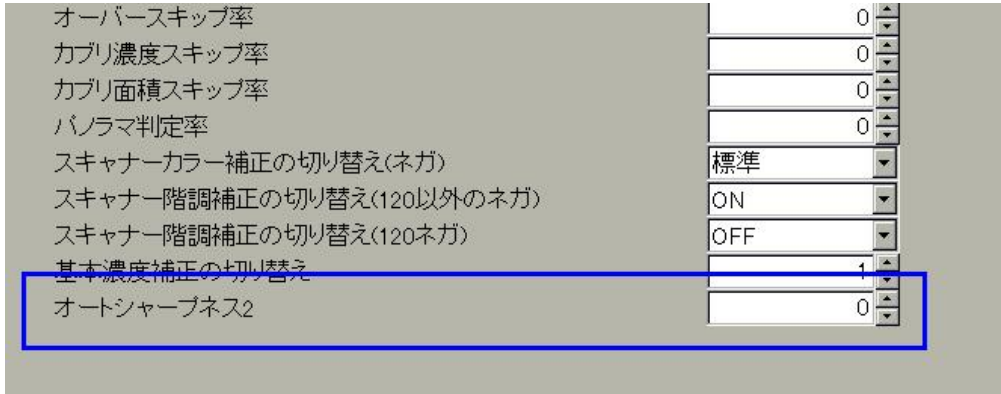 オーバースキップ率 0
カブリ濃度スキップ率 0
カブリ面積スキップ率 0
パノラマ判定率 0
スキャナーカラー補正の切り替え(ネガ) 標準
スキャナー階調補正の切り替え(120以外のネガ) ON
スキャナー階調補正の切り替え(120ネガ) OFF
基本濃度補正の切り替え 1
オートシャープネス2 0